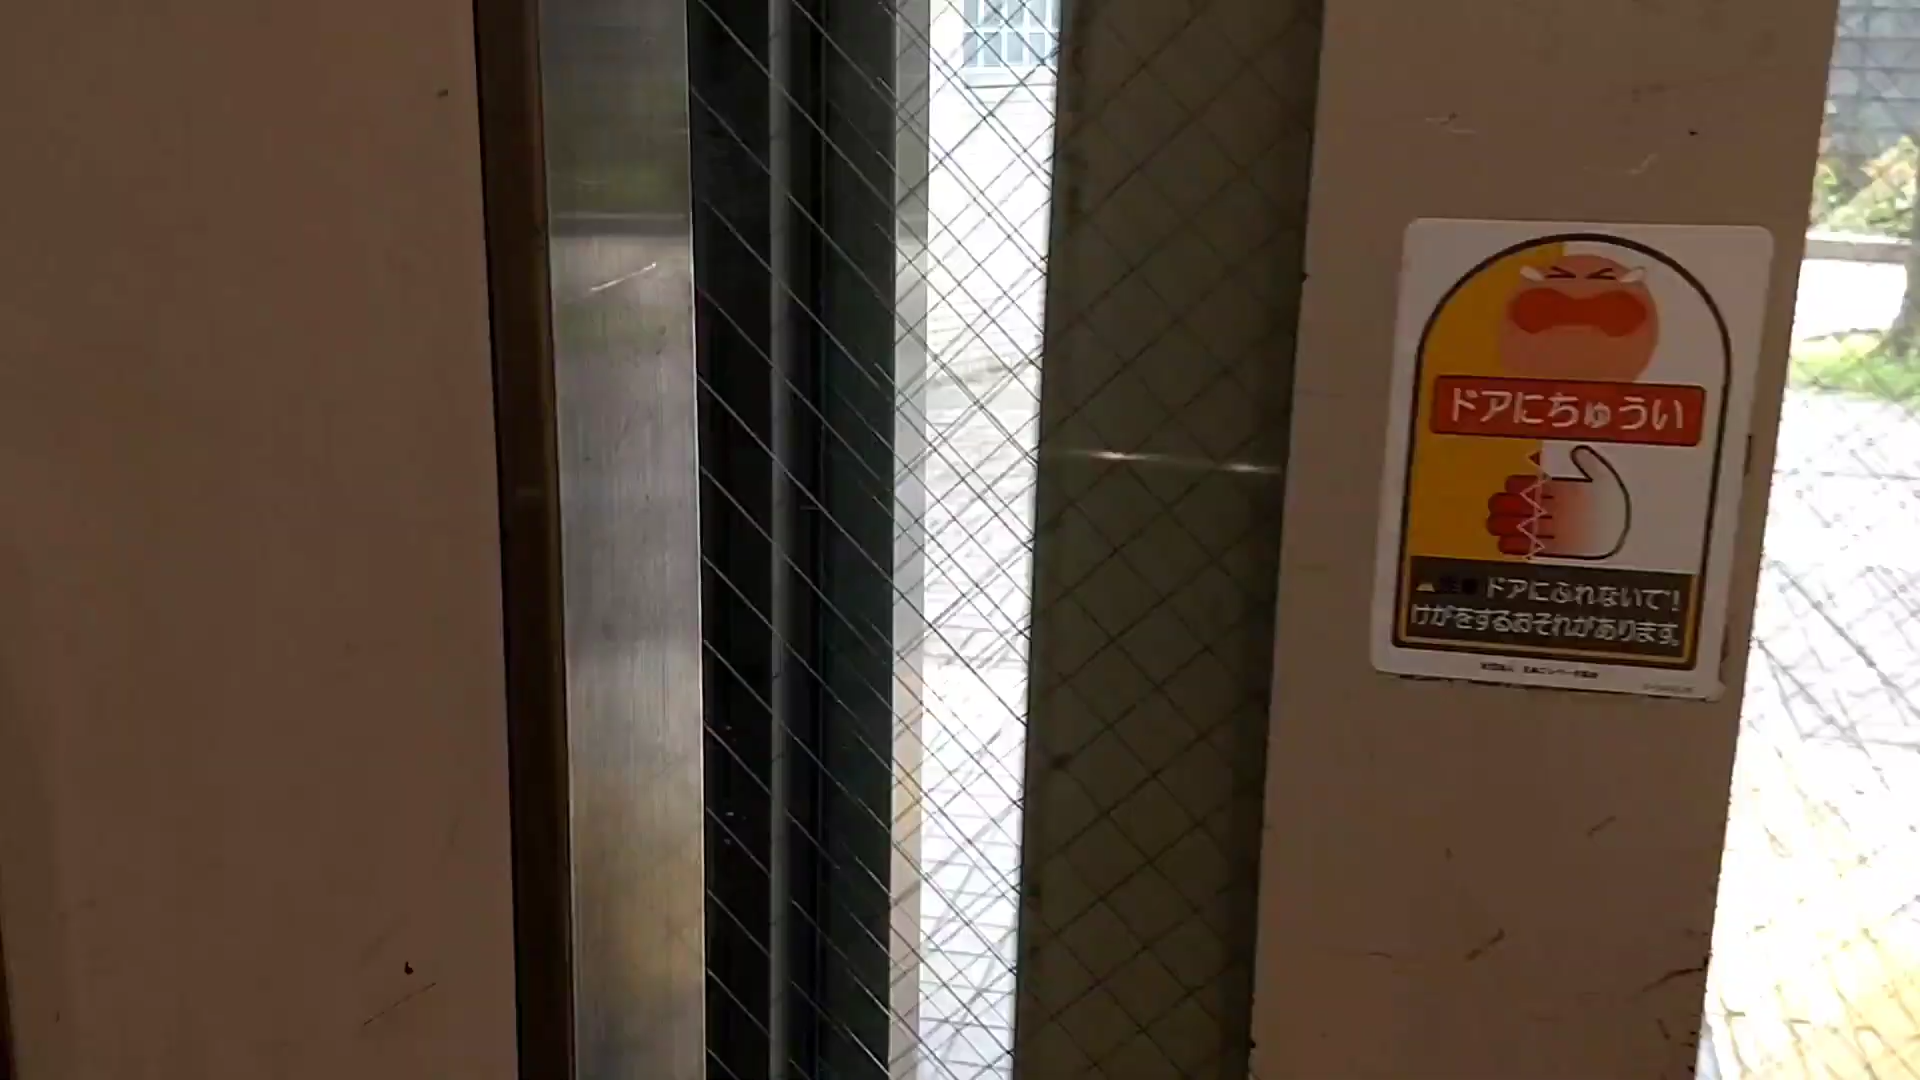 ドアにちゅうい
注意 ドアにふれないで!
けがをするおそれがあります。